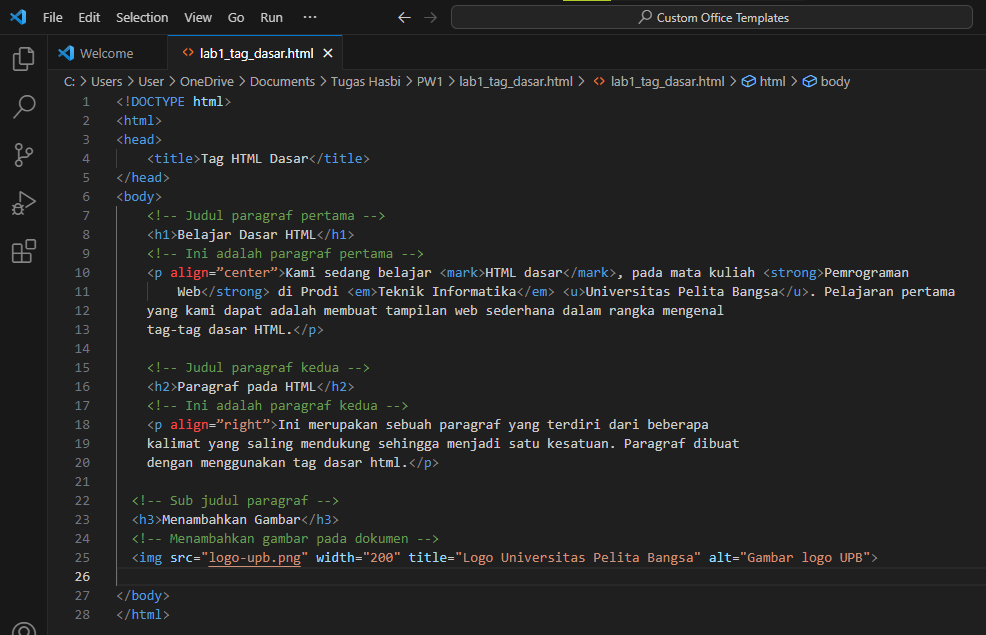 File Edit Selection View Go Run ··· Custom Office Templates
Welcome lab1_tag_dasar.html
C: > Users > User > OneDrive > Documents > Tugas Hasbi > PW1 > lab1_tag_dasar.html > lab1_tag_dasar.html > html > body
1 <!DOCTYPE html>
2 <html>
3 <head>
4 <title>Tag HTML Dasar</title>
5 </head>
6 <body>
7 <!-- Judul paragraf pertama -->
8 <h1>Belajar Dasar HTML</h1>
9 <!-- Ini adalah paragraf pertama -->
10 <p align=”center”>Kami sedang belajar <mark>HTML dasar</mark>, pada mata kuliah <strong>Pemrograman
11 Web</strong> di Prodi <em>Teknik Informatika</em> <u>Universitas Pelita Bangsa</u>. Pelajaran pertama
12 yang kami dapat adalah membuat tampilan web sederhana dalam rangka mengenal
13 tag-tag dasar HTML.</p>
14
15 <!-- Judul paragraf kedua -->
16 <h2>Paragraf pada HTML</h2>
17 <!-- Ini adalah paragraf kedua -->
18 <p align=”right”>Ini merupakan sebuah paragraf yang terdiri dari beberapa
19 kalimat yang saling mendukung sehingga menjadi satu kesatuan. Paragraf dibuat
20 dengan menggunakan tag dasar html.</p>
21
22 <!-- Sub judul paragraf -->
23 <h3>Menambahkan Gambar</h3>
24 <!-- Menambahkan gambar pada dokumen -->
25 <img src="logo-upb.png" width="200" title="Logo Universitas Pelita Bangsa" alt="Gambar logo UPB">
26
27 </body>
28 </html>